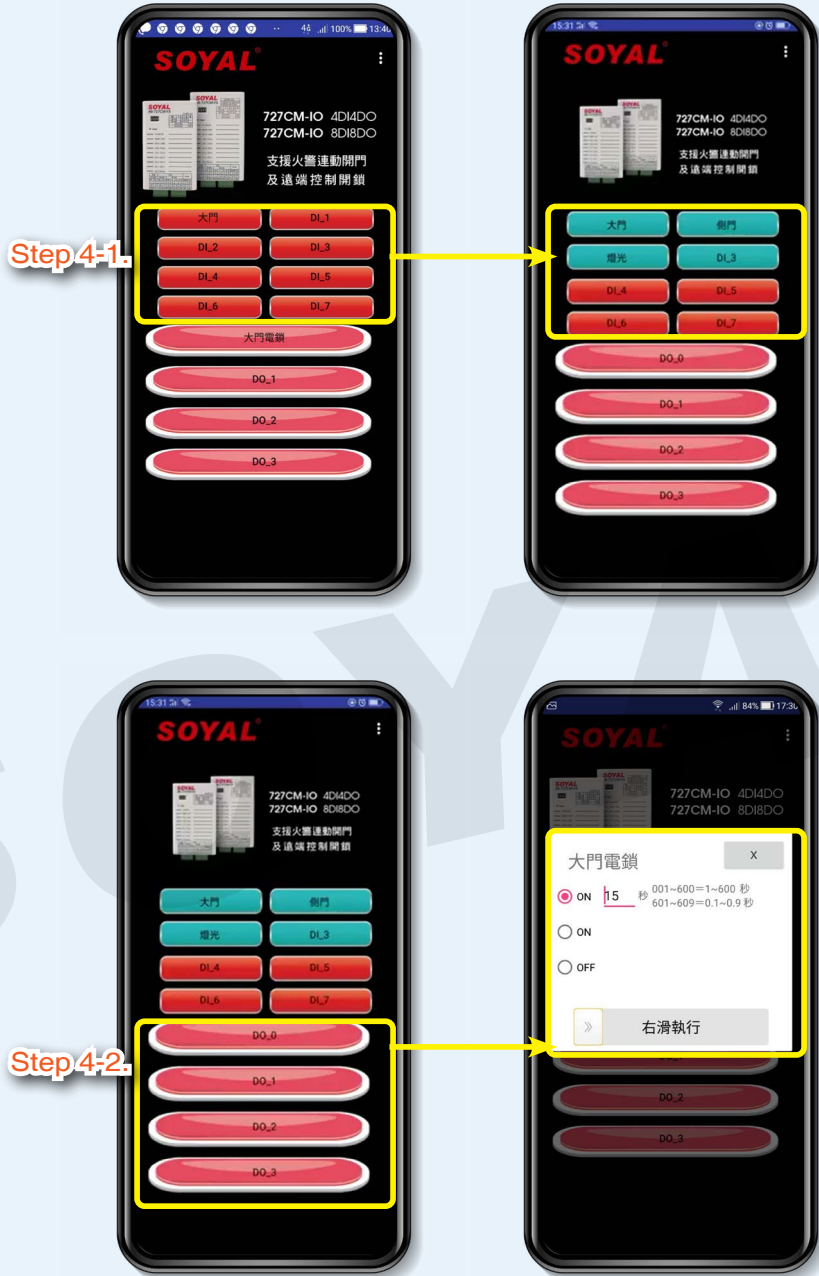 44 100% 13:40
SOYAL®
727CM-IO 4DI4DO
727CM-IO 8DI8DO
支援火警連動開門
及遠端控制開鎖
Step 4-1.
大門 DI_1
DI_2 DI_3
DI_4 DI_5
DI_6 DI_7
大門電鎖
DO_1
DO_2
DO_3
15:31
SOYAL®
727CM-IO 4DI4DO
727CM-IO 8DI8DO
支援火警連動開門
及遠端控制開鎖
大門 側門
燈光 DI_3
DI_4 DI_5
DI_6 DI_7
DO_0
DO_1
DO_2
DO_3
15:31
SOYAL®
727CM-IO 4DI4DO
727CM-IO 8DI8DO
支援火警連動開門
及遠端控制開鎖
大門 側門
燈光 DI_3
DI_4 DI_5
DI_6 DI_7
Step 4-2.
DO_0
DO_1
DO_2
DO_3
84% 17:30
SOYAL®
727CM-IO 4DI4DO
727CM-IO 8DI8DO
大門電鎖 X
ON 15 秒 001~600=1~600 秒
601~609=0.1~0.9 秒
ON
OFF
» 右滑執行
DO_2
DO_3
SOYA